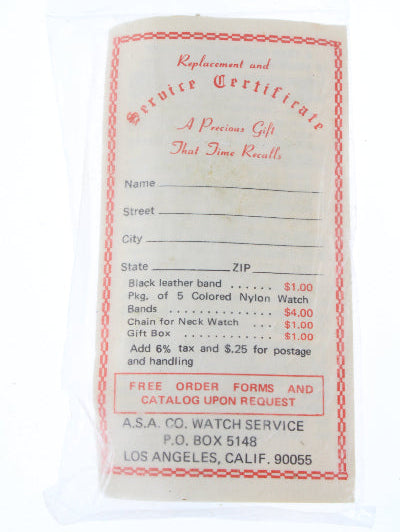 Replacement and
Service Certificate
A Precious Gift
That Time Recalls
Name
Street
City
State ZIP
Black leather band . . . . . . $1.00
Pkg. of 5 Colored Nylon Watch
Bands . . . . . . . . . . . . . . $4.00
Chain for Neck Watch . . . $1.00
Gift Box . . . . . . . . . . . . . $1.00
Add 6% tax and $.25 for postage
and handling
FREE ORDER FORMS AND
CATALOG UPON REQUEST
A.S.A. CO. WATCH SERVICE
P.O. BOX 5148
LOS ANGELES, CALIF. 90055